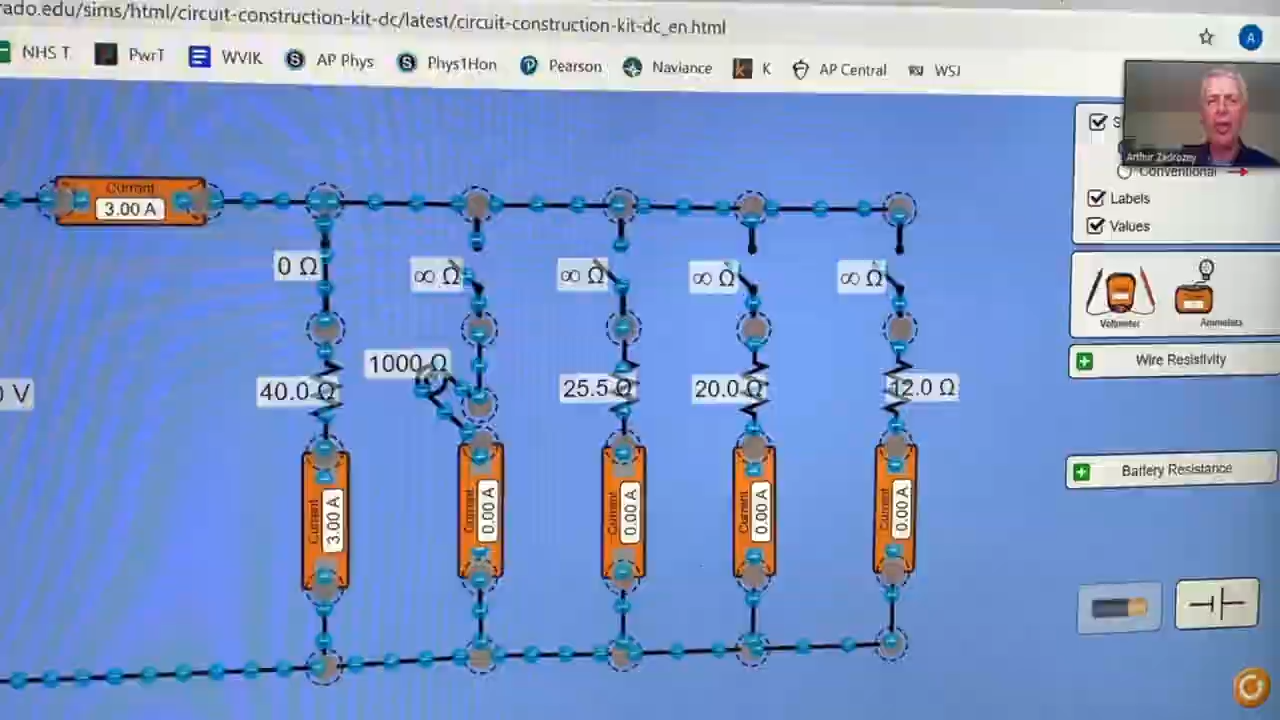 rado.edu/sims/html/circuit-construction-kit-dc/latest/circuit-construction-kit-dc_en.html
NHS T
PwrT
WVIK
AP Phys
Phys1Hon
Pearson
Naviance
K
AP Central
WSJ
A
Arthur Zadrozny
Conventional
Labels
Values
Current
3.00 A
0 Ω
∞ Ω
∞ Ω
∞ Ω
∞ Ω
Voltmeter
Ammeters
Wire Resistivity
V
40.0 Ω
1000 Ω
25.5 Ω
20.0 Ω
12.0 Ω
Battery Resistance
Current
3.00 A
Current
0.00 A
Current
0.00 A
Current
0.00 A
Current
0.00 A